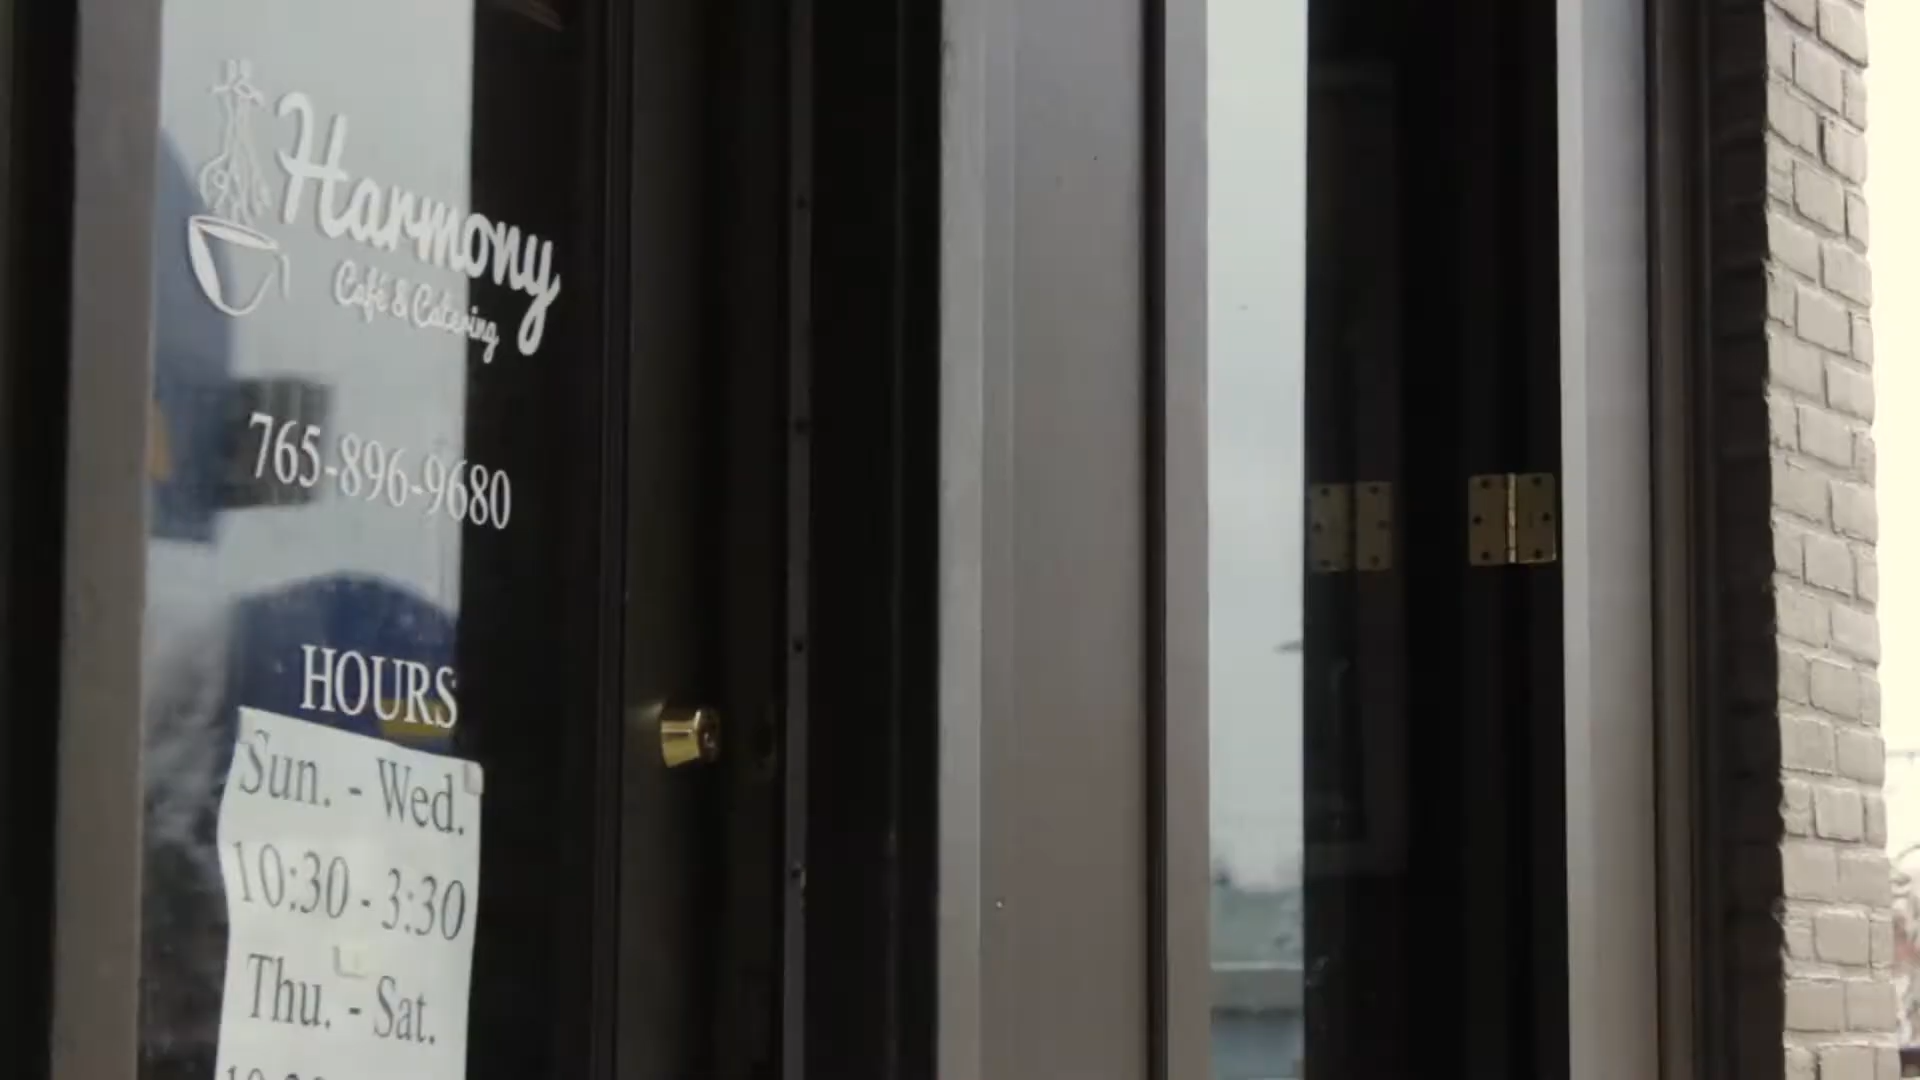 Harmony
Café & Catering
765-896-9680
HOURS
Sun. - Wed.
10:30 - 3:30
Thu. - Sat.